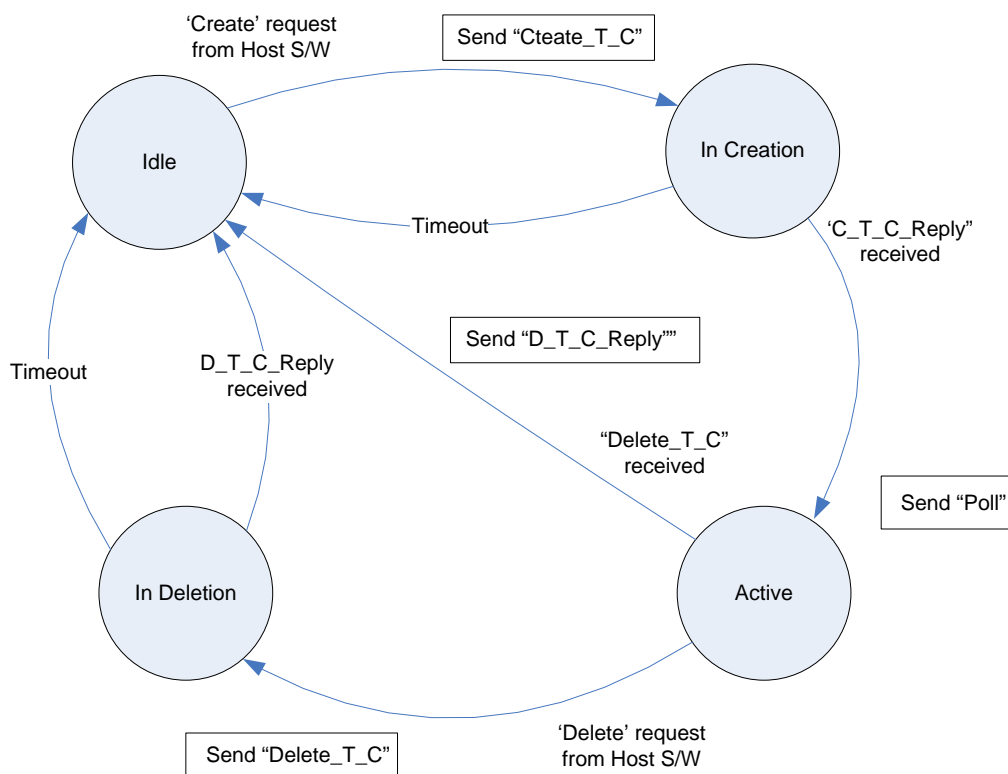 ‘Create’ request
from Host S/W
Send “Cteate_T_C”
Idle
In Creation
Timeout
‘C_T_C_Reply”
received
Send “D_T_C_Reply””
Timeout
D_T_C_Reply
received
“Delete_T_C”
received
Send “Poll”
In Deletion
Active
‘Delete’ request
from Host S/W
Send “Delete_T_C”